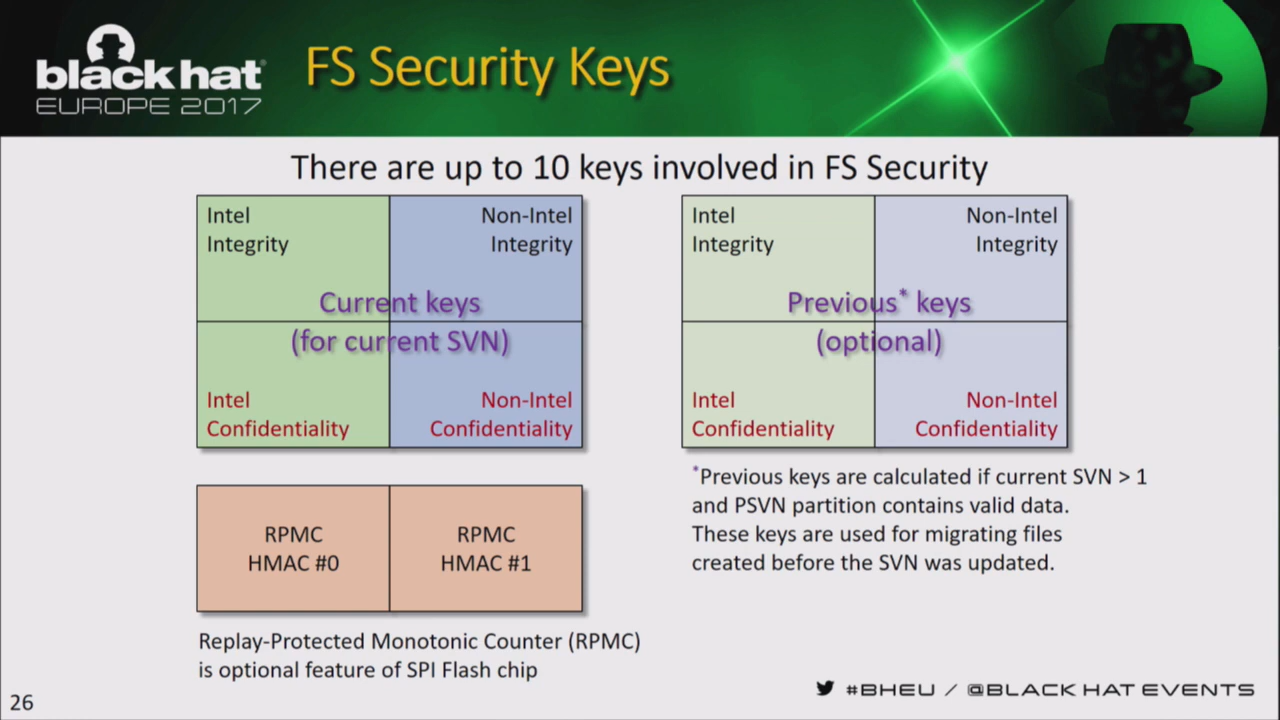 black hat
EUROPE 2017
FS Security Keys
There are up to 10 keys involved in FS Security
Intel
Integrity
Non-Intel
Integrity
Current keys
(for current SVN)
Intel
Confidentiality
Non-Intel
Confidentiality
Intel
Integrity
Non-Intel
Integrity
Previous* keys
(optional)
Intel
Confidentiality
Non-Intel
Confidentiality
*Previous keys are calculated if current SVN > 1
and PSVN partition contains valid data.
These keys are used for migrating files
created before the SVN was updated.
RPMC
HMAC #0
RPMC
HMAC #1
Replay-Protected Monotonic Counter (RPMC)
is optional feature of SPI Flash chip
26
#BHEU / @BLACK HAT EVENTS